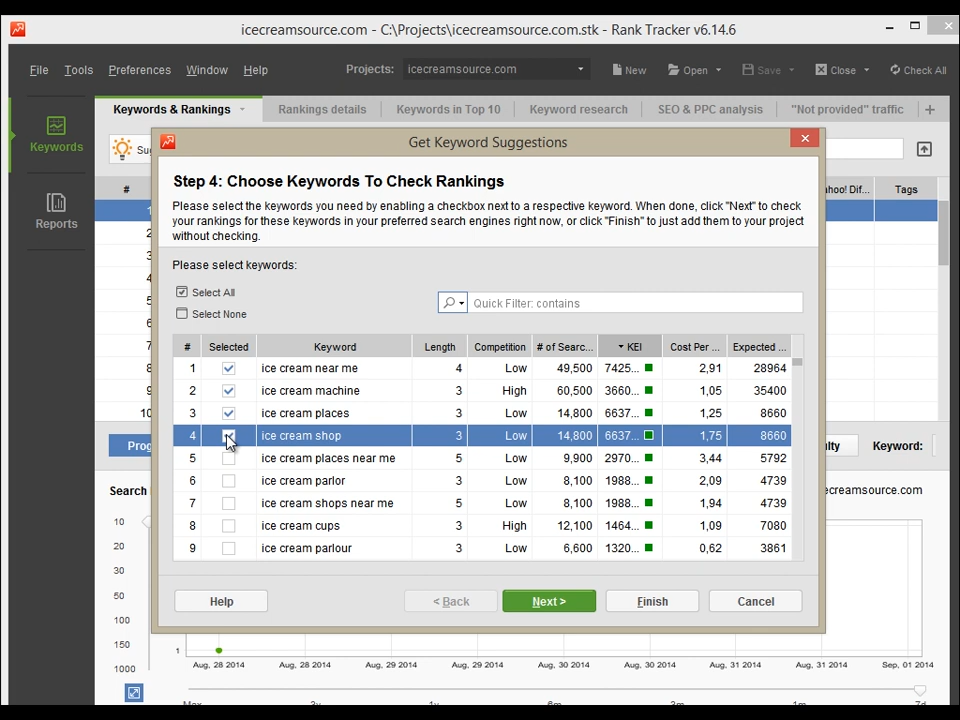 icecreamsource.com - C:\Projects\icecreamsource.com.stk - Rank Tracker v6.14.6
File Tools Preferences Window Help Projects: icecreamsource.com New Open Save Close Check All
Keywords & Rankings Rankings details Keywords in Top 10 Keyword research SEO & PPC analysis "Not provided" traffic +
Keywords
Reports
Get Keyword Suggestions
# Dif... Tags
Step 4: Choose Keywords To Check Rankings
Please select the keywords you need by enabling a checkbox next to a respective keyword. When done, click "Next" to check
your rankings for these keywords in your preferred search engines right now, or click "Finish" to just add them to your project
without checking.
Please select keywords:
Select All
Select None
Quick Filter: contains
# Selected Keyword Length Competition # of Searc... KEI Cost Per ... Expected ...
1 ice cream near me 4 Low 49,500 7425... 2,91 28964
2 ice cream machine 3 High 60,500 3660... 1,05 35400
3 ice cream places 3 Low 14,800 6637... 1,25 8660
4 ice cream shop 3 Low 14,800 6637... 1,75 8660
5 ice cream places near me 5 Low 9,900 2970... 3,44 5792
6 ice cream parlor 3 Low 8,100 1988... 2,09 4739
7 ice cream shops near me 5 Low 8,100 1988... 1,94 4739
8 ice cream cups 3 High 12,100 1464... 1,09 7080
9 ice cream parlour 3 Low 6,600 1320... 0,62 3861
Keyword:
Search
Help < Back Next > Finish Cancel
10
20
30
50
100
150
1000
1
Aug, 28 2014 Aug, 28 2014 Aug, 29 2014 Aug, 29 2014 Aug, 30 2014 Aug, 30 2014 Aug, 31 2014 Aug, 31 2014 Sep, 01 2014